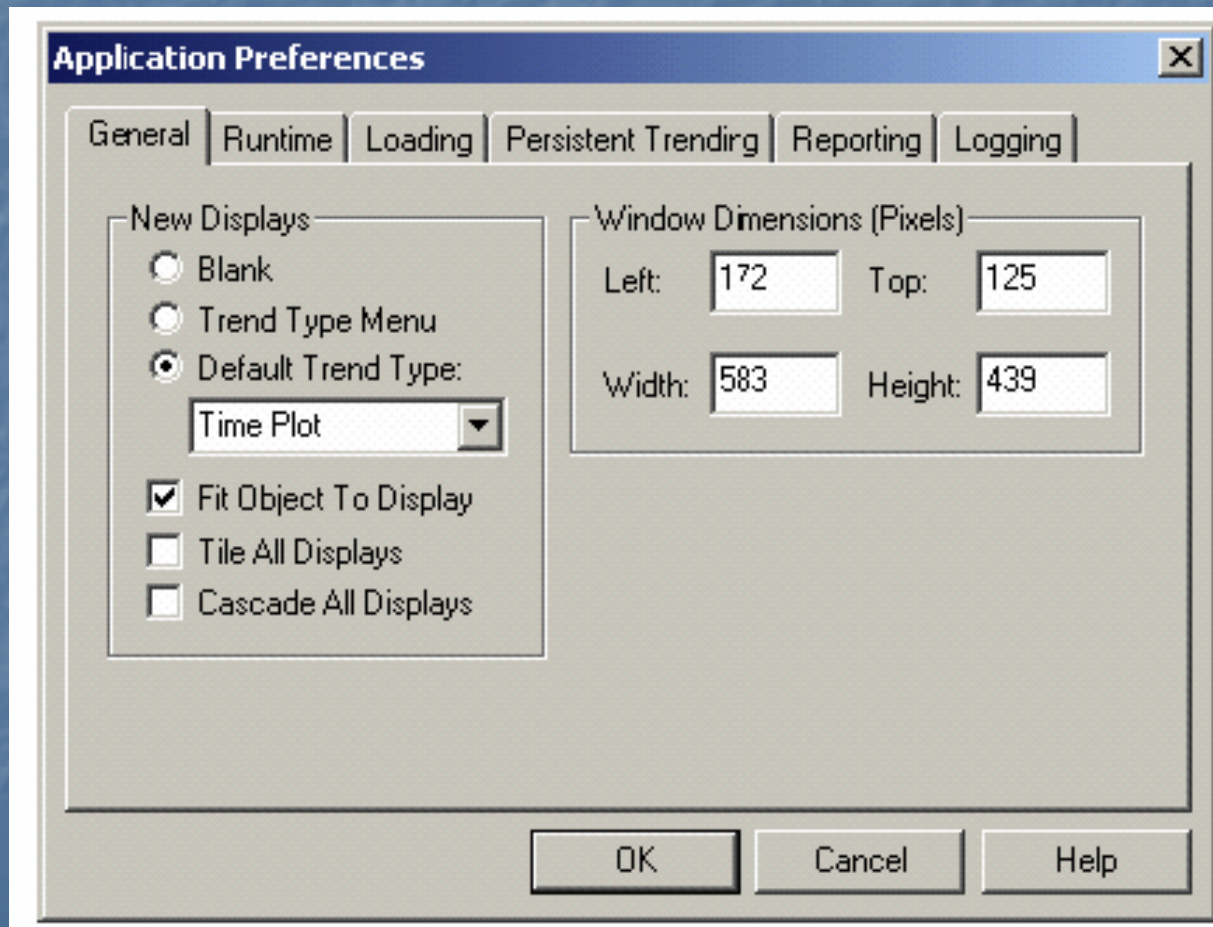 Application Preferences
General Runtime Loading Persistent Trending Reporting Logging
New Displays
Blank
Trend Type Menu
Default Trend Type:
Time Plot
Fit Object To Display
Tile All Displays
Cascade All Displays
Window Dimensions (Pixels)
Left: 172 Top: 125
Width: 583 Height: 439
OK Cancel Help